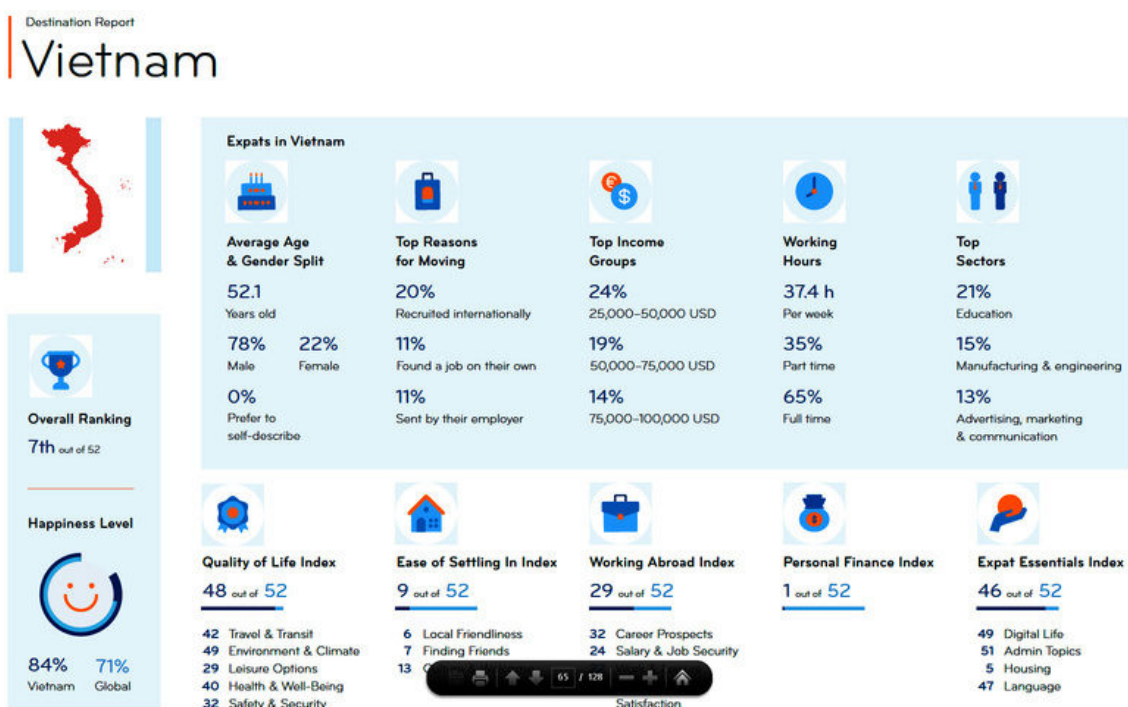 Destination Report
Vietnam
Expats in Vietnam
Average Age
& Gender Split
52.1
Years old
78%
Male
22%
Female
0%
Prefer to
self-describe
Top Reasons
for Moving
20%
Recruited internationally
11%
Found a job on their own
11%
Sent by their employer
Top Income
Groups
24%
25,000–50,000 USD
19%
50,000–75,000 USD
14%
75,000–100,000 USD
Working
Hours
37.4 h
Per week
35%
Part time
65%
Full time
Top
Sectors
21%
Education
15%
Manufacturing & engineering
13%
Advertising, marketing
& communication
Overall Ranking
7th out of 52
Happiness Level
84%
Vietnam
71%
Global
Quality of Life Index
48 out of 52
42 Travel & Transit
49 Environment & Climate
29 Leisure Options
40 Health & Well-Being
32 Safety & Security
Ease of Settling In Index
9 out of 52
6 Local Friendliness
7 Finding Friends
13
Working Abroad Index
29 out of 52
32 Career Prospects
24 Salary & Job Security
Satisfaction
Personal Finance Index
1 out of 52
Expat Essentials Index
46 out of 52
49 Digital Life
51 Admin Topics
5 Housing
47 Language
65 / 128